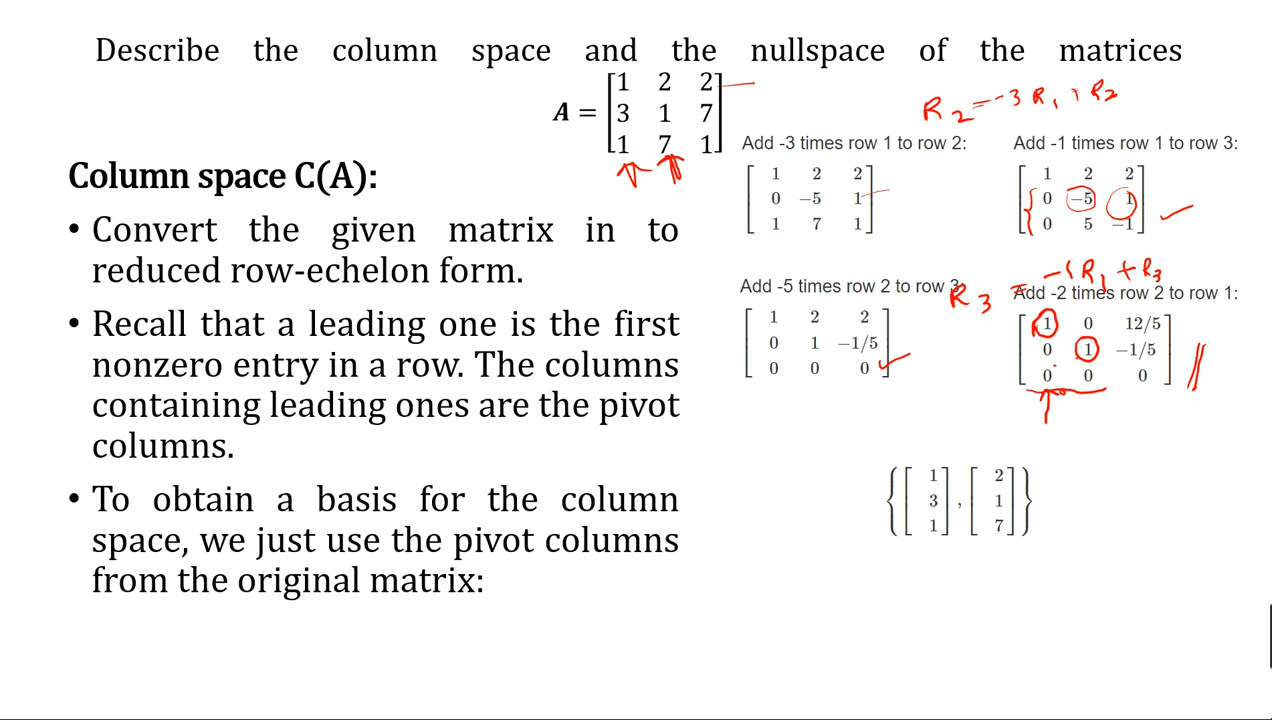 Describe the column space and the nullspace of the matrices
A = [1 2 2
3 1 7
1 7 1]
R2 = -3 R1 + R2
Column space C(A):
• Convert the given matrix in to
reduced row-echelon form.
• Recall that a leading one is the first
nonzero entry in a row. The columns
containing leading ones are the pivot
columns.
• To obtain a basis for the column
space, we just use the pivot columns
from the original matrix:
Add -3 times row 1 to row 2:
[1 2 2
0 −5 1
1 7 1]
Add -1 times row 1 to row 3:
[1 2 2
0 −5 1
0 5 −1]
R3 = -1 R1 + R3
Add -5 times row 2 to row 3:
[1 2 2
0 1 −1/5
0 0 0]
Add -2 times row 2 to row 1:
[1 0 12/5
0 1 −1/5
0 0 0]
{[1 3 1], [2 1 7]}